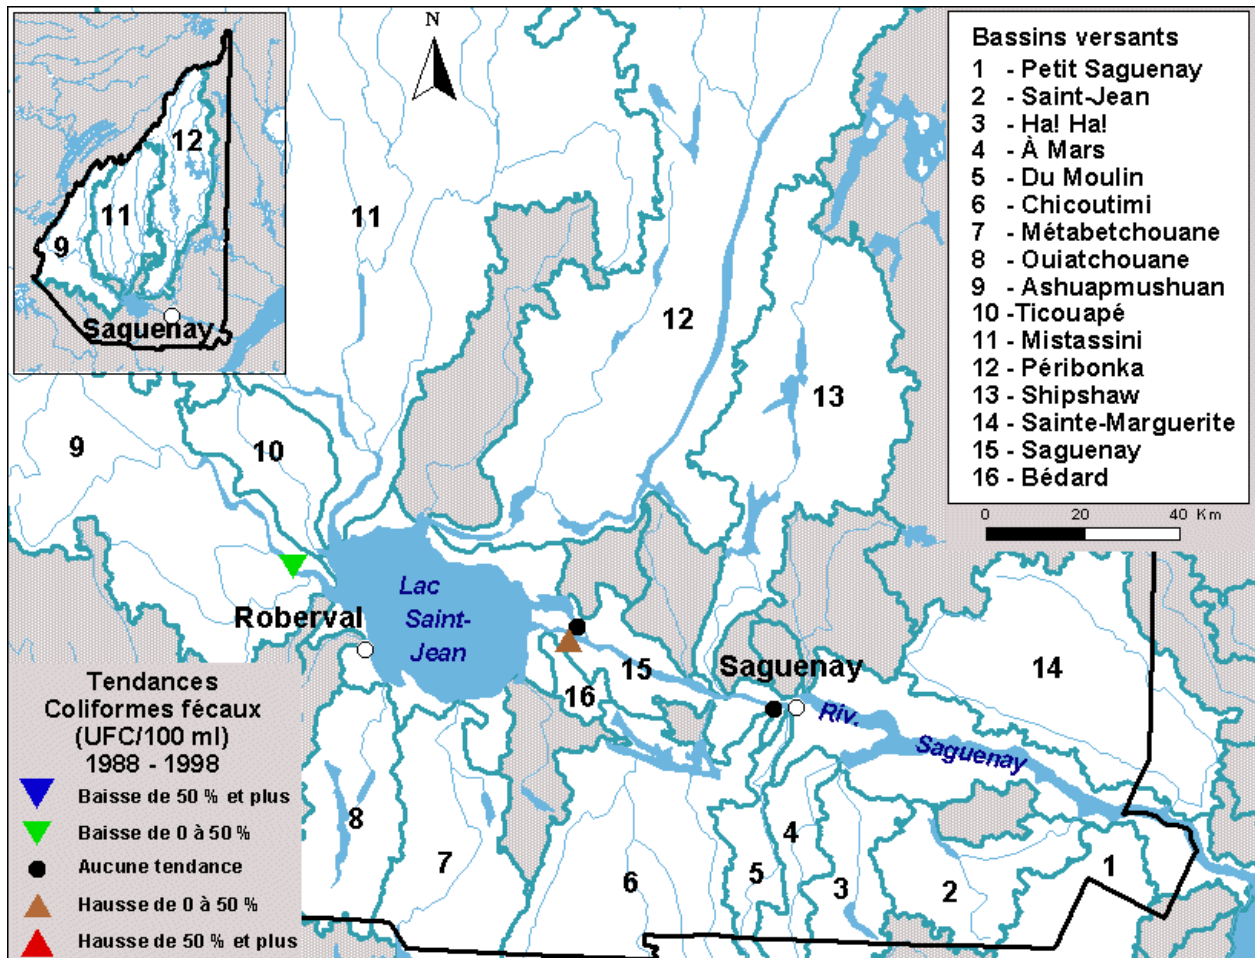 N
12
11
9
Saguenay
Bassins versants
1 - Petit Saguenay
2 - Saint-Jean
3 - Ha! Ha!
4 - À Mars
5 - Du Moulin
6 - Chicoutimi
7 - Métabetchouane
8 - Ouiatchouane
9 - Ashuapmushuan
10 - Ticouapé
11 - Mistassini
12 - Péribonka
13 - Shipshaw
14 - Sainte-Marguerite
15 - Saguenay
16 - Bédard
0 20 40 Km
11
12
13
9
10
Lac
Saint-
Jean
Roberval
15
16
Saguenay
14
Riv.
Saguenay
8
7
6
5
4
3
2
1
Tendances
Coliformes fécaux
(UFC/100 ml)
1988 - 1998
Baisse de 50 % et plus
Baisse de 0 à 50 %
Aucune tendance
Hausse de 0 à 50 %
Hausse de 50 % et plus